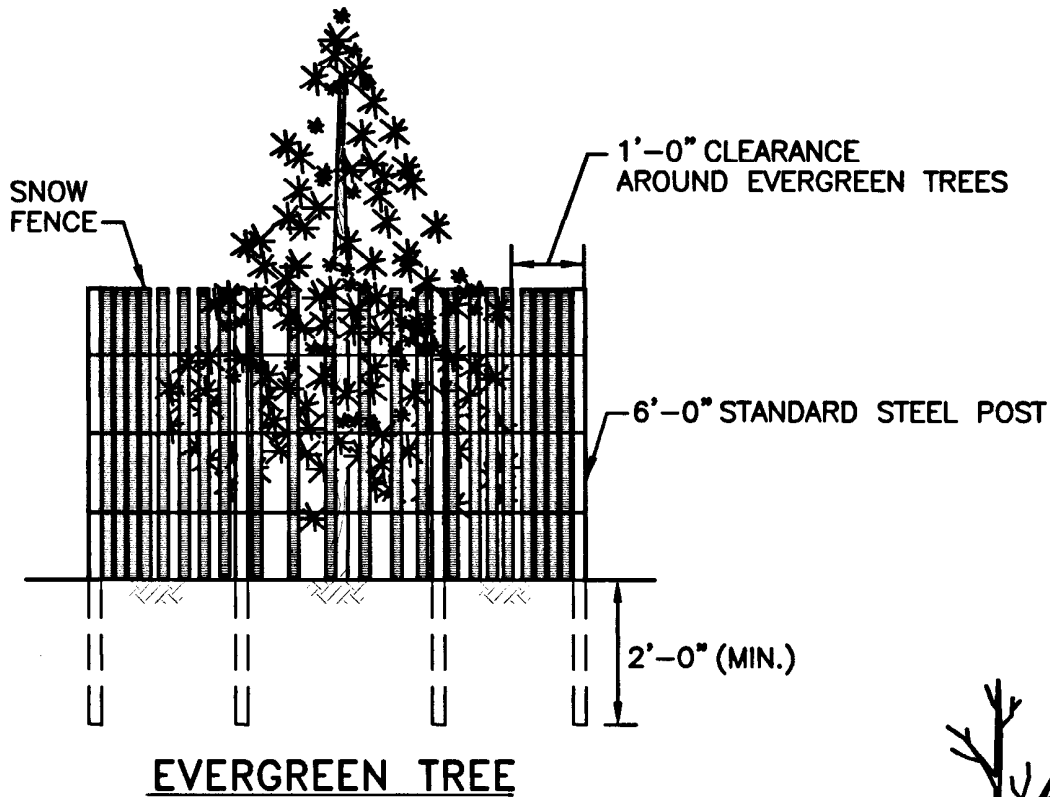 SNOW
FENCE
1'-0" CLEARANCE
AROUND EVERGREEN TREES
6'-0" STANDARD STEEL POST
2'-0" (MIN.)
EVERGREEN TREE